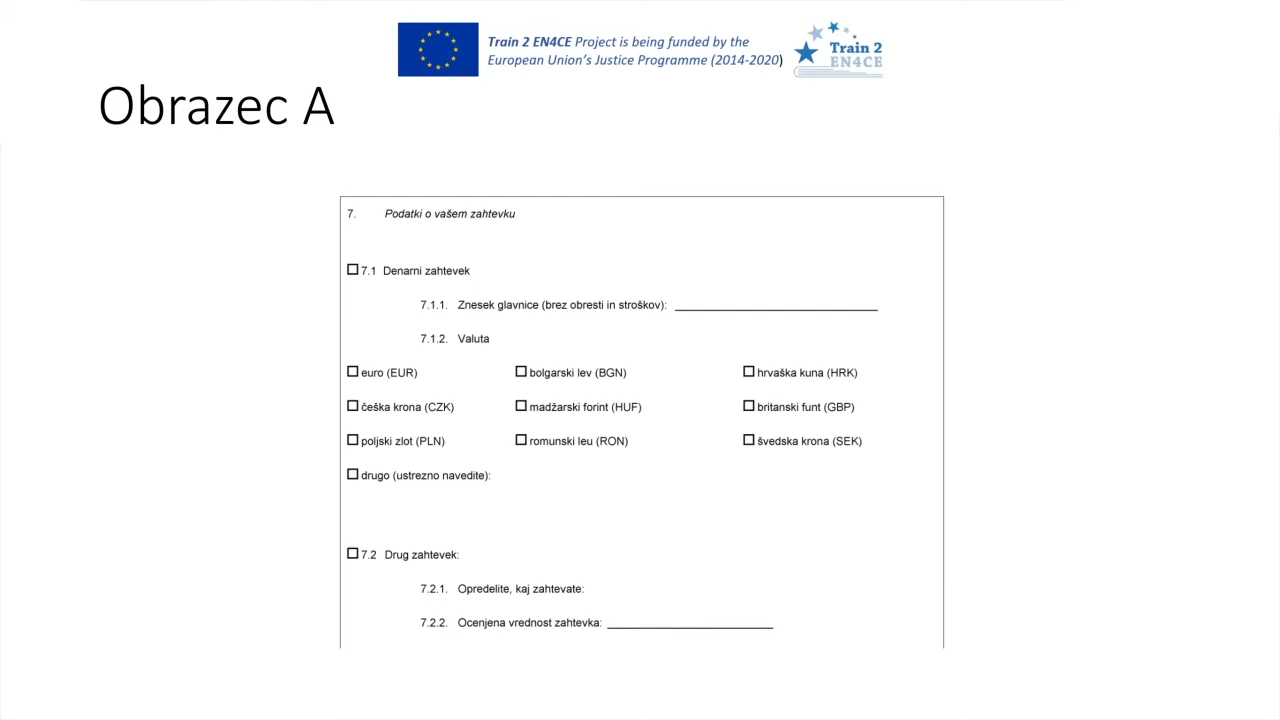 Train 2 EN4CE Project is being funded by the
European Union's Justice Programme (2014-2020)
Train 2
EN4CE
Obrazec A
7. Podatki o vašem zahtevku
7.1 Denarni zahtevek
7.1.1. Znesek glavnice (brez obresti in stroškov):
7.1.2. Valuta
euro (EUR) bolgarski lev (BGN) hrvaška kuna (HRK)
češka krona (CZK) madžarski forint (HUF) britanski funt (GBP)
poljski zlot (PLN) romunski leu (RON) švedska krona (SEK)
drugo (ustrezno navedite):
7.2 Drug zahtevek:
7.2.1. Opredelite, kaj zahtevate:
7.2.2. Ocenjena vrednost zahtevka: